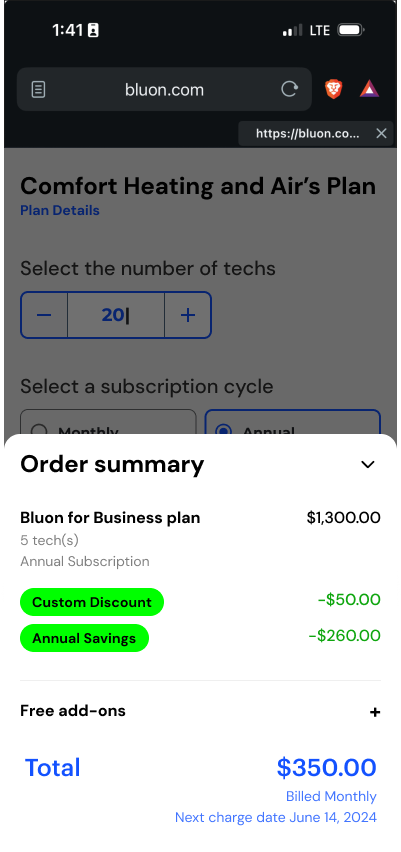 1:41
LTE
bluon.com
https://bluon.co...
Comfort Heating and Air's Plan
Plan Details
Select the number of techs
− 20 +
Select a subscription cycle
Monthly Annual
Order summary
Bluon for Business plan $1,300.00
5 tech(s)
Annual Subscription
Custom Discount -$50.00
Annual Savings -$260.00
Free add-ons +
Total $350.00
Billed Monthly
Next charge date June 14, 2024